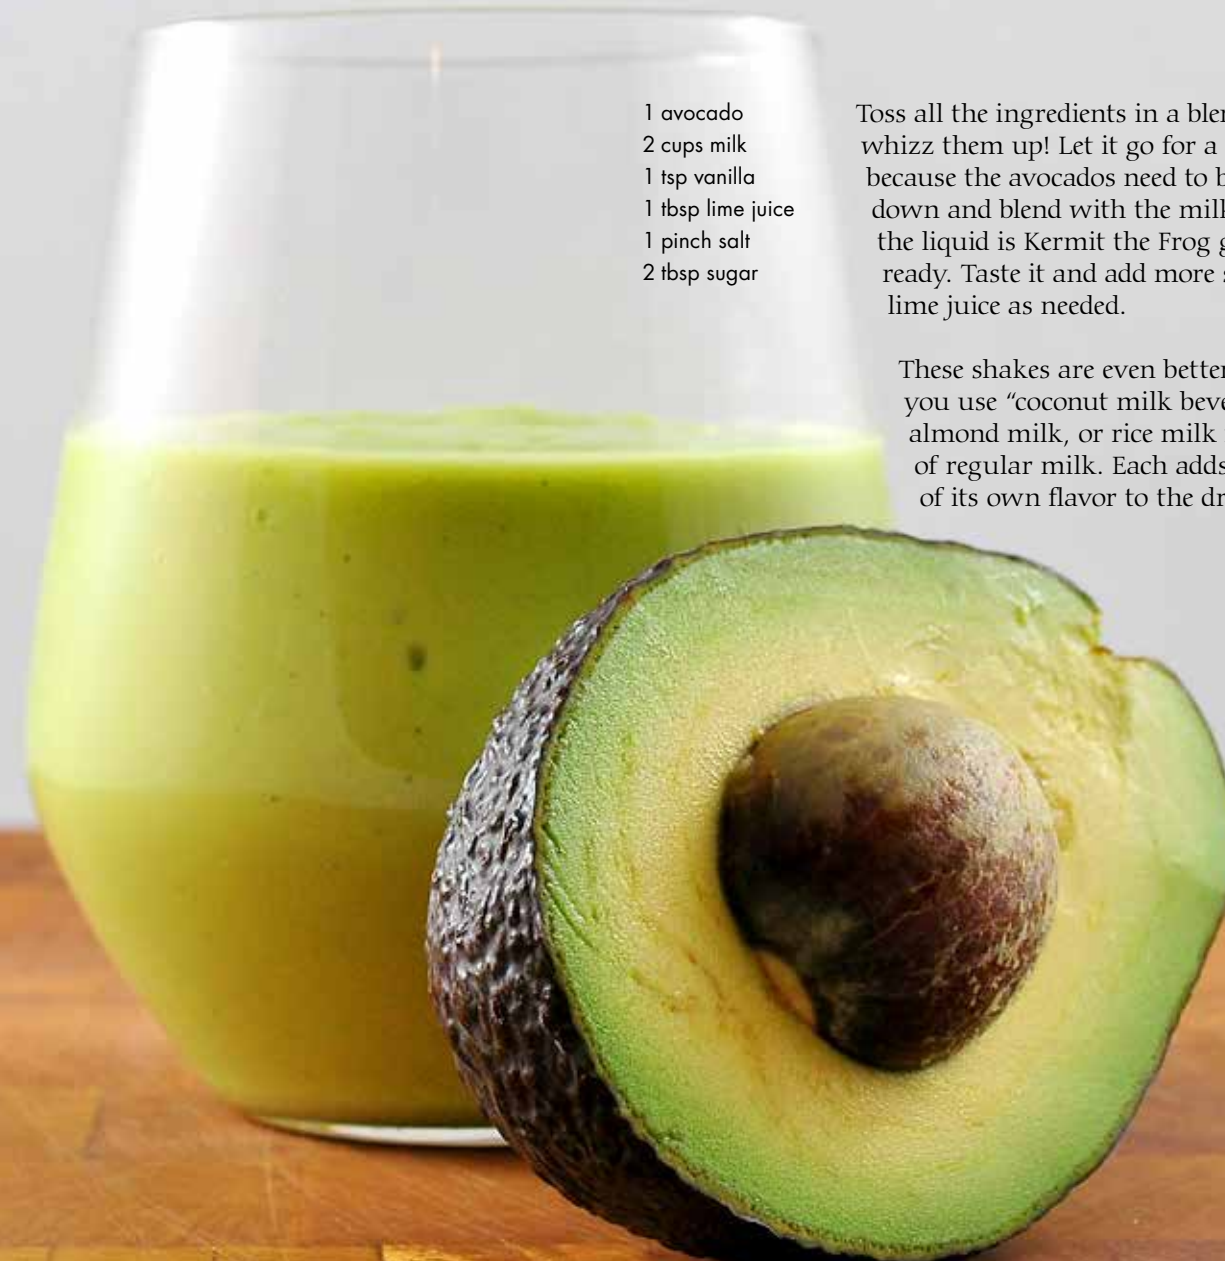 1 avocado
2 cups milk
1 tsp vanilla
1 tbsp lime juice
1 pinch salt
2 tbsp sugar
Toss all the ingredients in a
whizz them up! Let it go for a
because the avocados need to
down and blend with the
the liquid is Kermit the Frog
ready. Taste it and add more
lime juice as needed.
These shakes are even better
you use “coconut milk
almond milk, or rice milk
of regular milk. Each adds
of its own flavor to the